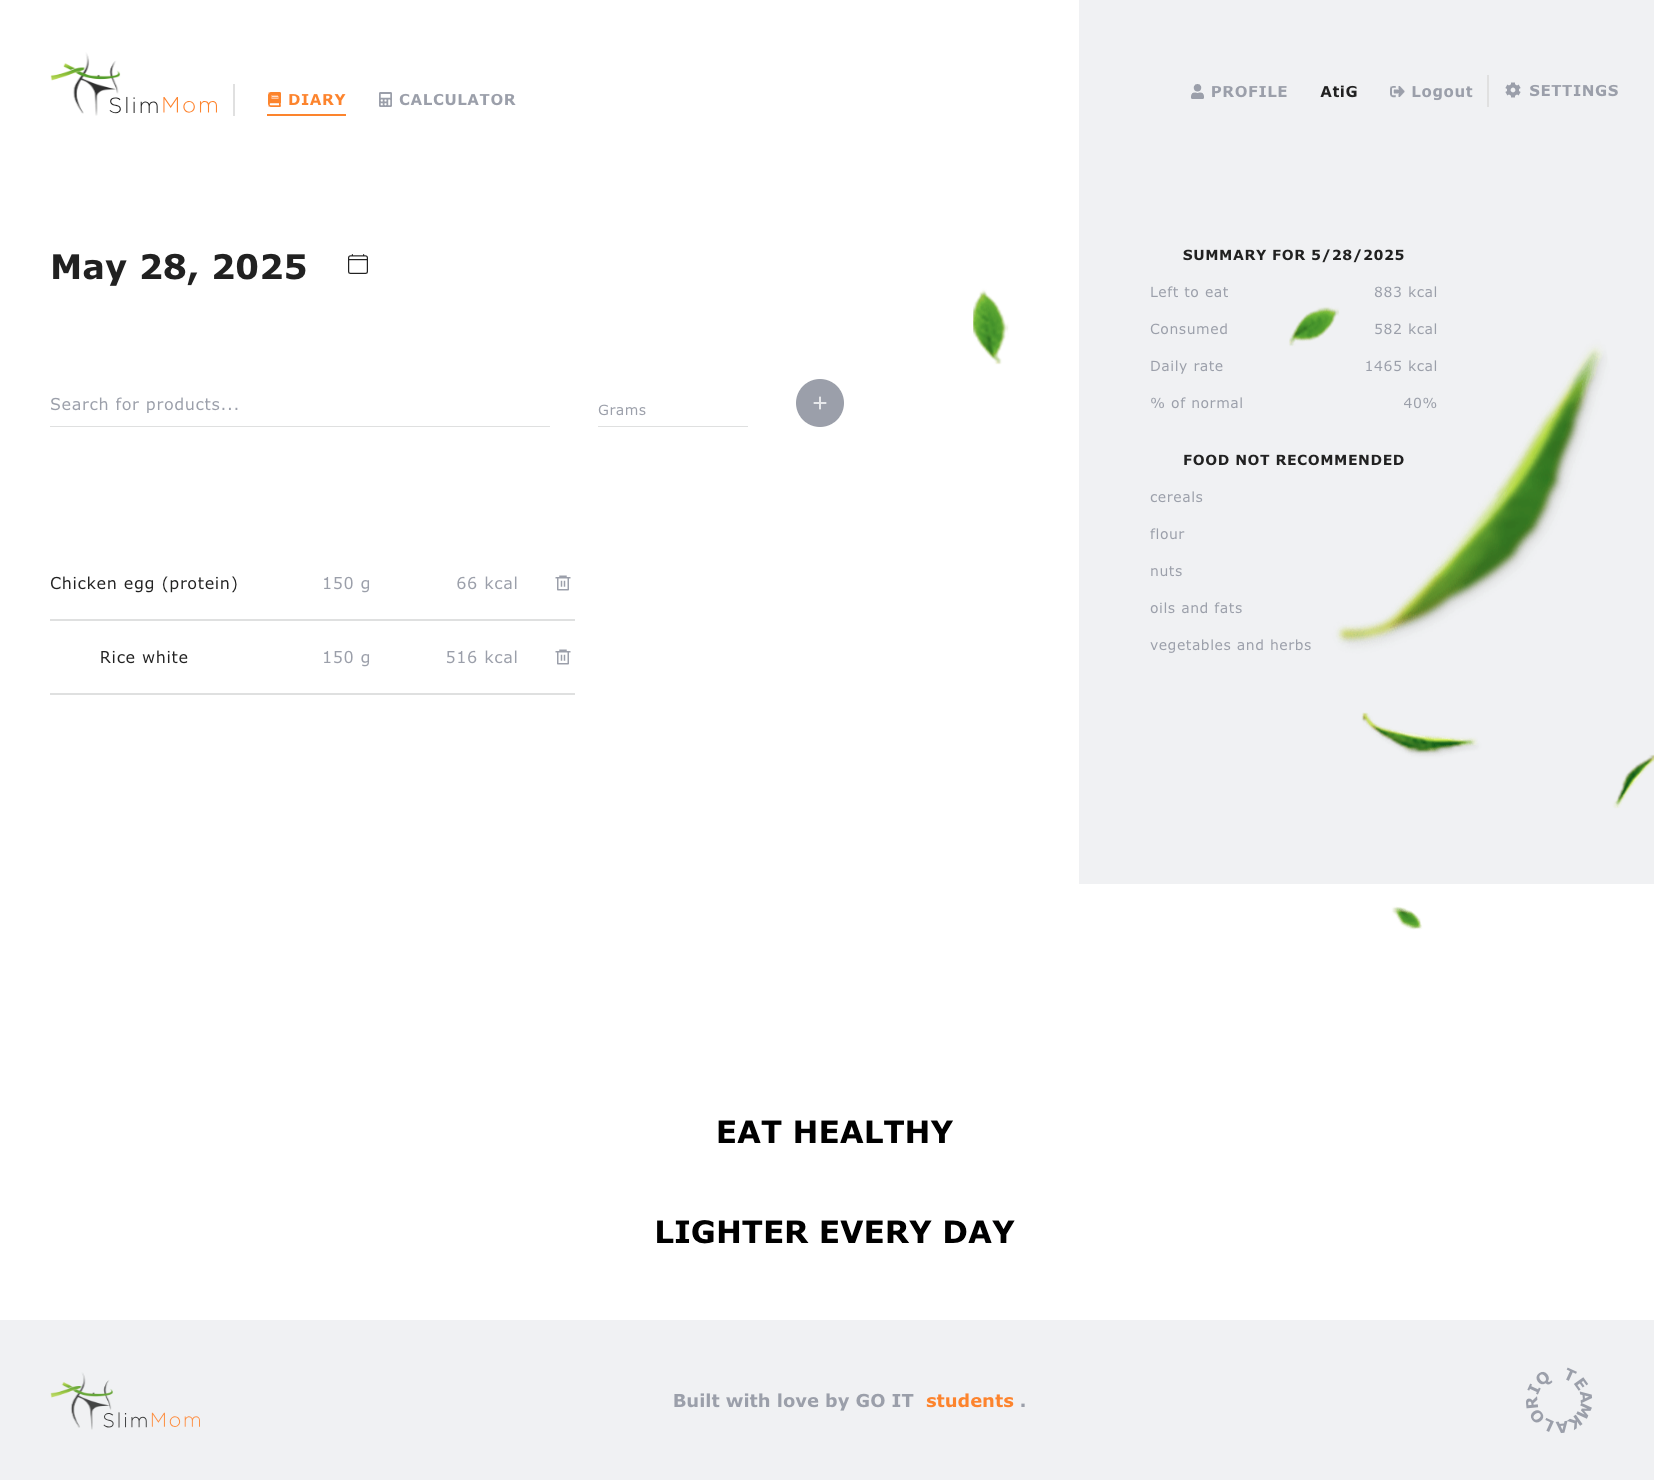 SlimMom
DIARY
CALCULATOR
PROFILE
AtiG
Logout
SETTINGS
May 28, 2025
Search for products...
Grams
+
Chicken egg (protein) 150 g 66 kcal
Rice white 150 g 516 kcal
SUMMARY FOR 5/28/2025
Left to eat 883 kcal
Consumed 582 kcal
Daily rate 1465 kcal
% of normal 40%
FOOD NOT RECOMMENDED
cereals
flour
nuts
oils and fats
vegetables and herbs
EAT HEALTHY
LIGHTER EVERY DAY
SlimMom
Built with love by GO IT students .
TEAMKALORIQ